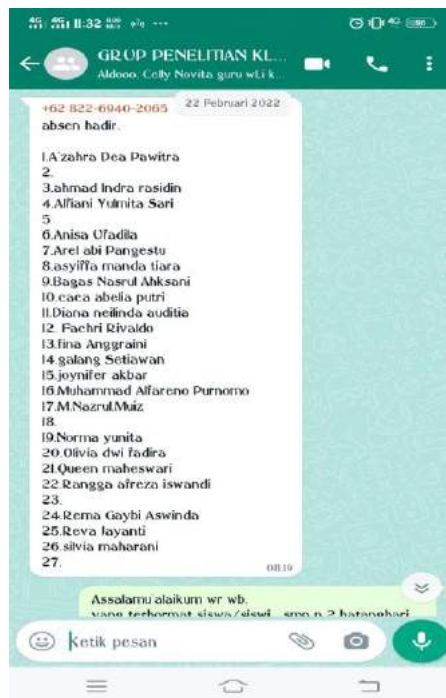 11:32
GRUP PENELITIAN KL...
Aldooo, Celly Novita guru wl,i k...
22 Februari 2022
+62 822-6940-2065
absen hadir.
1.A'zahra Dea Pawitra
2.
3.ahmad Indra rasidin
4.Alfiani Yulmita Sari
5
6.Anisa Ufadila
7.Arel abi Pangestu
8.asyiffa manda tiara
9.Bagas Nasrul Ahksani
10.caca abelia putri
11.Diana neilinda auditia
12. Fachri Rivaldo
13.fina Anggraini
14.galang Setiawan
15.joynifer akbar
16.Muhammad Alfareno Purnomo
17.M.Nazrul.Muiz
18.
19.Norma yunita
20.Olivia dwi fadira
21.Queen maheswari
22.Rangga afreza iswandi
23.
24.Rema Gaybi Aswinda
25.Reva Jayanti
26.silvia maharani
27.
08.19
Assalamu'alaikum wr wb.
yang terhormat siswa/siswi smp n 2 batanghari
Ketik pesan